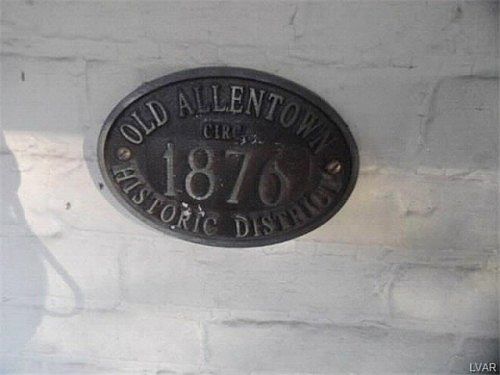 OLD ALLENTOWN
CIRCA
1876
HISTORIC DISTRICT
LVAR